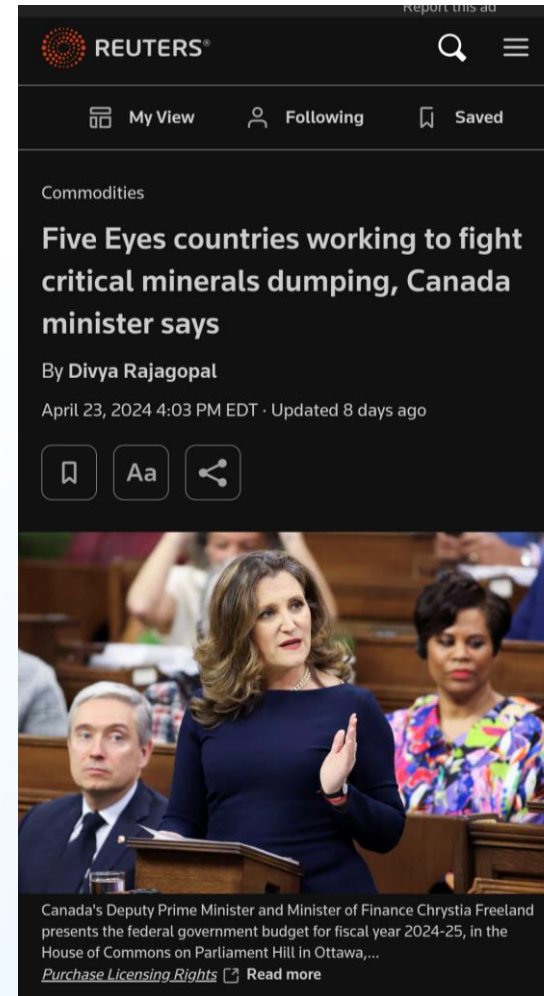 Report this ad
REUTERS®
My View Following Saved
Commodities
Five Eyes countries working to fight
critical minerals dumping, Canada
minister says
By Divya Rajagopal
April 23, 2024 4:03 PM EDT · Updated 8 days ago
Aa
Canada's Deputy Prime Minister and Minister of Finance Chrystia Freeland
presents the federal government budget for fiscal year 2024-25, in the
House of Commons on Parliament Hill in Ottawa,...
Purchase Licensing Rights Read more